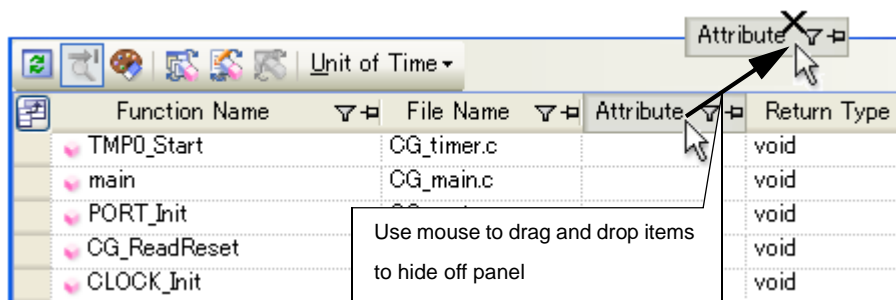 Attribute
Unit of Time
Function Name File Name Attribute Return Type
TMP0_Start CG_timer.c void
main CG_main.c void
PORT_Init void
CG_ReadReset void
CLOCK_Init void
Use mouse to drag and drop items
to hide off panel